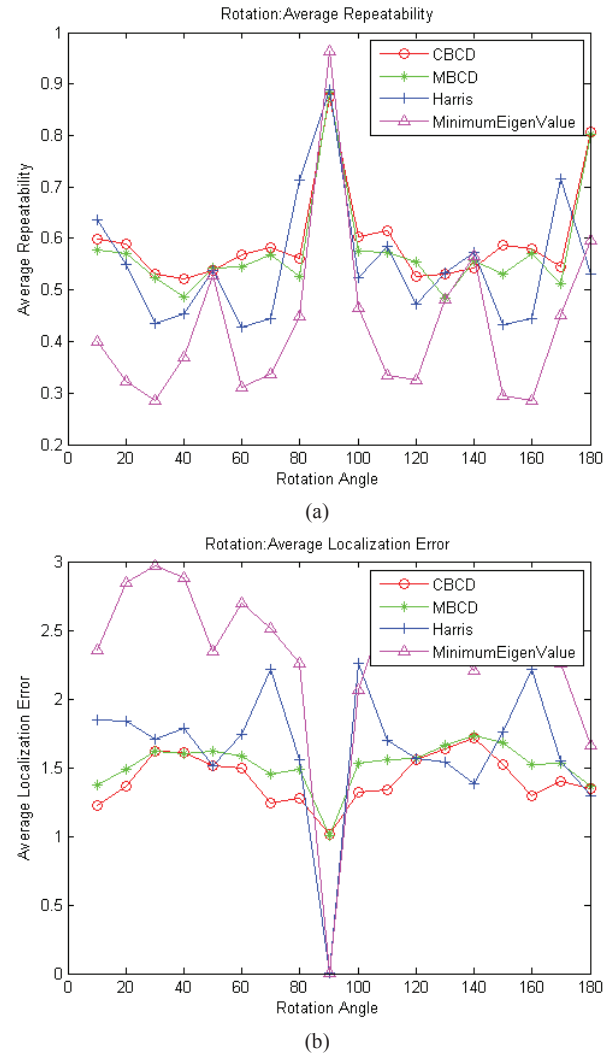 Rotation:Average Repeatability
1
0.9
0.8
0.7
0.6
0.5
0.4
0.3
0.2
Average Repeatability
CBCD
MBCD
Harris
MinimumEigenValue
0 20 40 60 80 100 120 140 160 180
Rotation Angle
(a)
Rotation:Average Localization Error
3
2.5
2
1.5
1
0.5
0
Average Localization Error
CBCD
MBCD
Harris
MinimumEigenValue
0 20 40 60 80 100 120 140 160 180
Rotation Angle
(b)